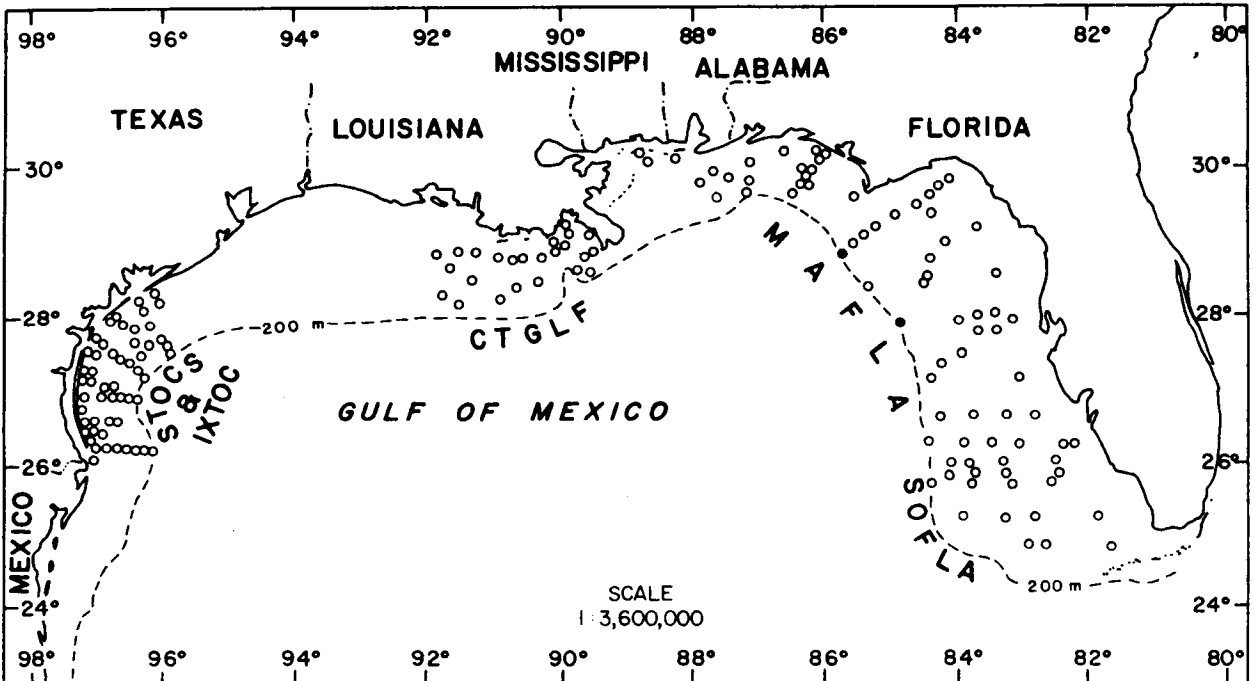 98° 96° 94° 92° 90° 88° 86° 84° 82° 80°
MISSISSIPPI ALABAMA
TEXAS LOUISIANA FLORIDA
30° 30°
MAFLA
28° 28°
200 m
CTGLF
STOCS
&
IXTOC
GULF OF MEXICO
26° 26°
SOFLA
MEXICO
200 m
SCALE
1:3,600,000
24° 24°
98° 96° 94° 92° 90° 88° 86° 84° 82° 80°